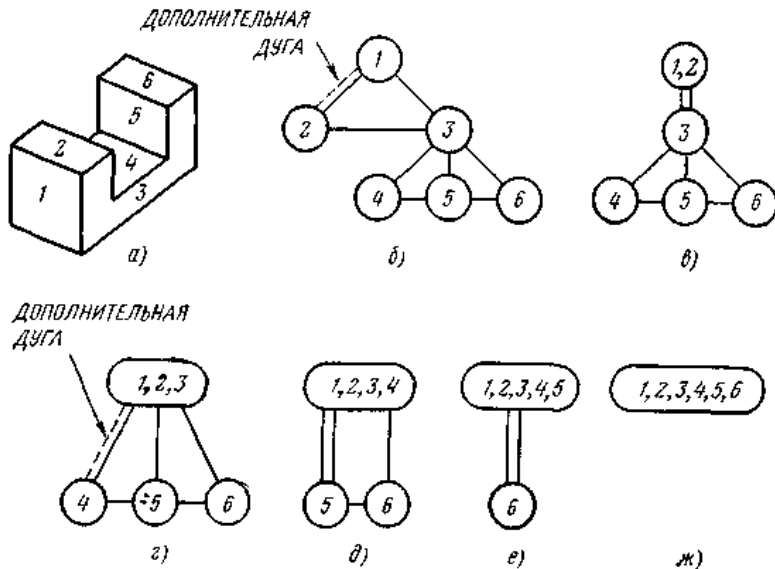 ДОПОЛНИТЕЛЬНАЯ
ДУГА
6
5
2
4
1
3
а)
1
2
3
4
5
6
б)
1,2
3
4
5
6
в)
ДОПОЛНИТЕЛЬНАЯ
ДУГА
1,2,3
4
5
6
г)
1,2,3,4
5
6
д)
1,2,3,4,5
6
е)
1,2,3,4,5,6
ж)